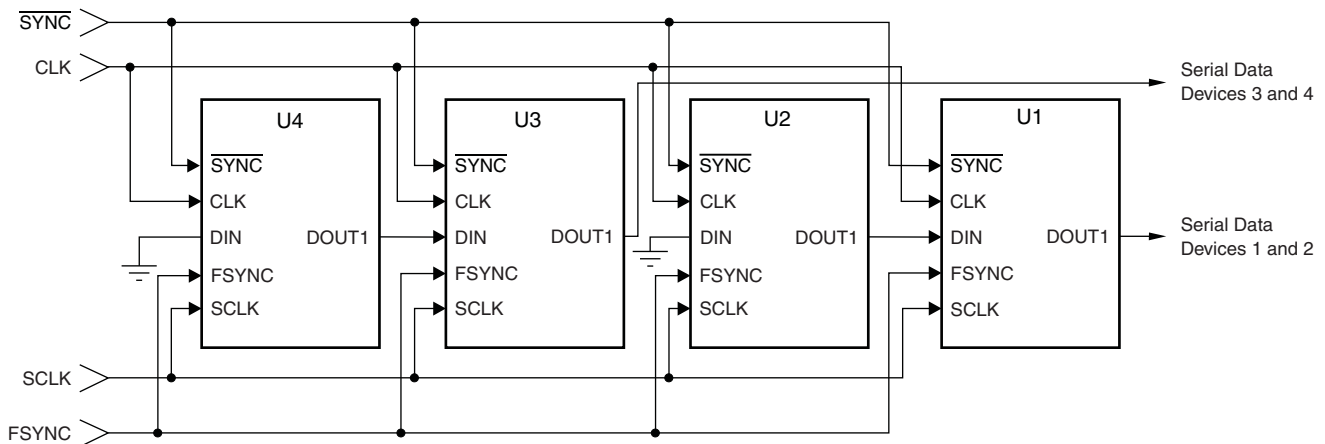 SYNC
CLK
Serial Data
Devices 3 and 4
U4
SYNC
CLK
DIN
DOUT1
FSYNC
SCLK
U3
SYNC
CLK
DIN
DOUT1
FSYNC
SCLK
U2
SYNC
CLK
DIN
DOUT1
FSYNC
SCLK
U1
SYNC
CLK
DIN
DOUT1
FSYNC
SCLK
Serial Data
Devices 1 and 2
SCLK
FSYNC